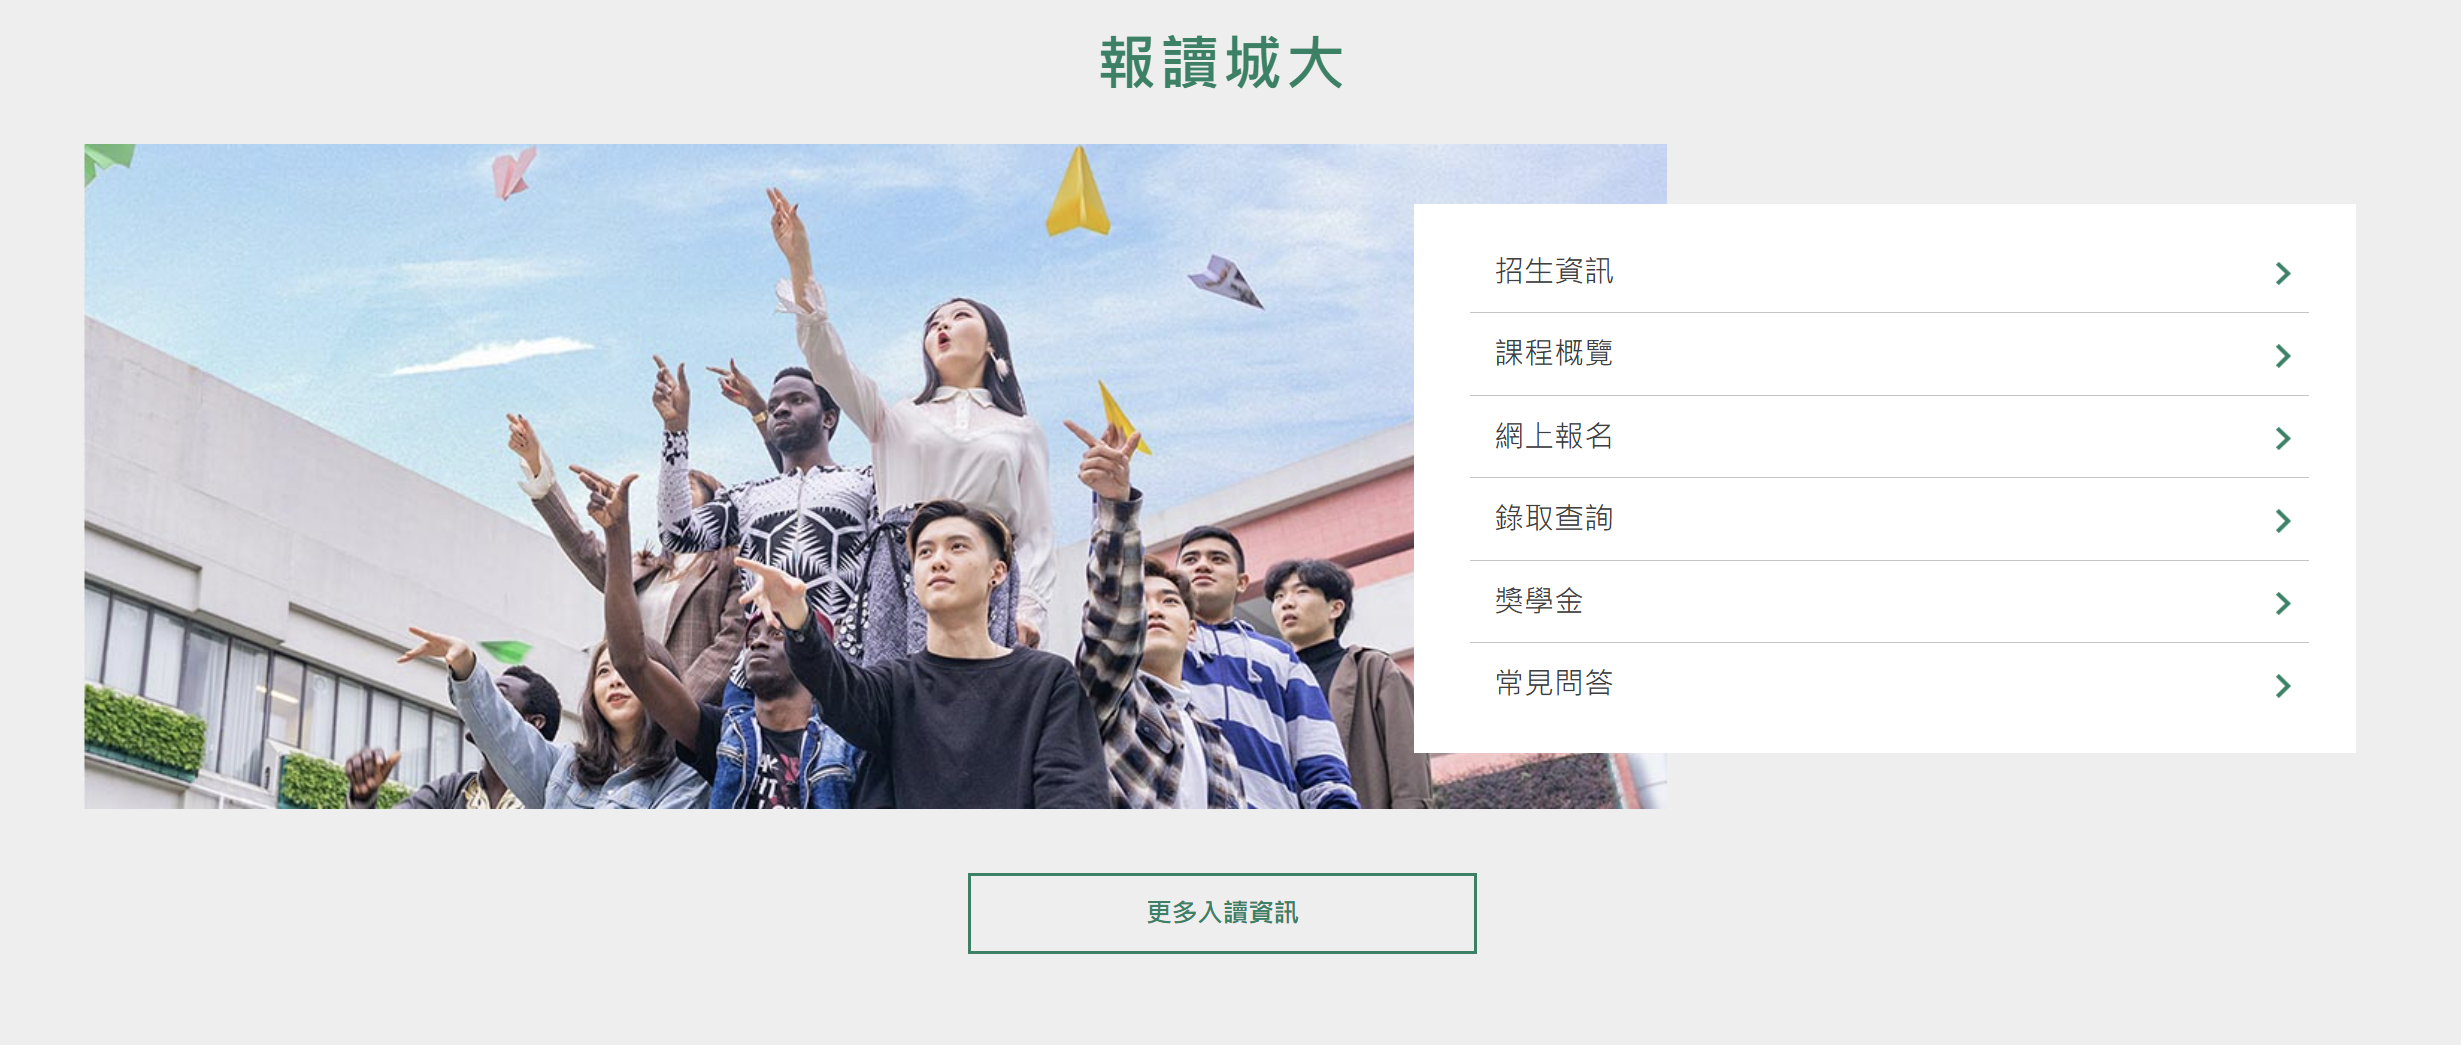 報讀城大
招生資訊
課程概覽
網上報名
錄取查詢
獎學金
常見問答
更多入讀資訊